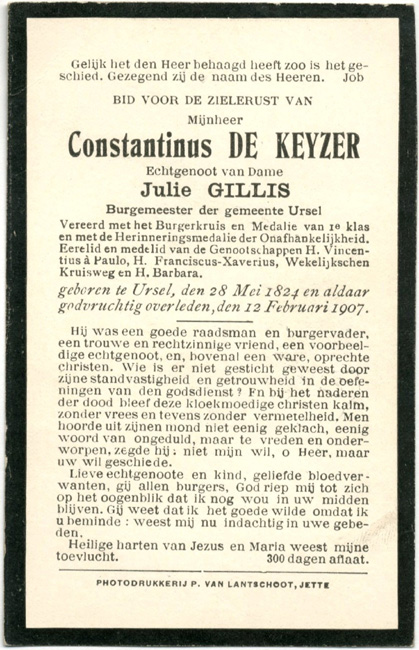 Gelijk het den Heer behaagd heeft zoo is het ge-
schied. Gezegend zij de naam des Heeren. Job
BID VOOR DE ZIELERUST VAN
Mijnheer
Constantinus DE KEYZER
Echtgenoot van Dame
Julie GILLIS
Burgemeester der gemeente Ursel
Vereerd met het Burgerkruis en Medalie van 1e klas
en met de Herinneringsmedalie der Onafhankelijkheid.
Eerelid en medelid van de Genootschappen H. Vincen-
tius à Paulo, H. Franciscus-Xaverius, Wekelijkschen
Kruisweg en H. Barbara.
geboren te Ursel, den 28 Mei 1824 en aldaar
godvruchtig overleden, den 12 Februari 1907.
Hij was een goede raadsman en burgervader,
een trouwe en rechtzinnige vriend, een voorbeel-
dige echtgenoot, en, bovenal een ware, oprechte
christen. Wie is er niet gesticht geweest door
zijne standvastigheid en getrouwheid in de oefe-
ningen van den godsdienst? En bij het naderen
der dood bleef deze kloekmoedige christen kalm,
zonder vrees en tevens zonder vermetelheid. Men
hoorde uit zijnen mond niet eenig geklach, eenig
woord van ongeduld, maar te vreden en onder-
worpen, zegde hij: niet mijn wil, o Heer, maar
uw wil geschiede.
Lieve echtgenoote en kind, geliefde bloedver-
wanten, gij allen burgers, God riep mij tot zich
op het oogenblik dat ik nog wou in uw midden
blijven. Gij weet dat ik het goede wilde omdat ik
u beminde: weest mij nu indachtig in uwe gebe-
den.
Heilige harten van Jezus en Maria weest mijne
toevlucht. 300 dagen aflaat.
PHOTODRUKKERIJ P. VAN LANTSCHOOT, JETTE